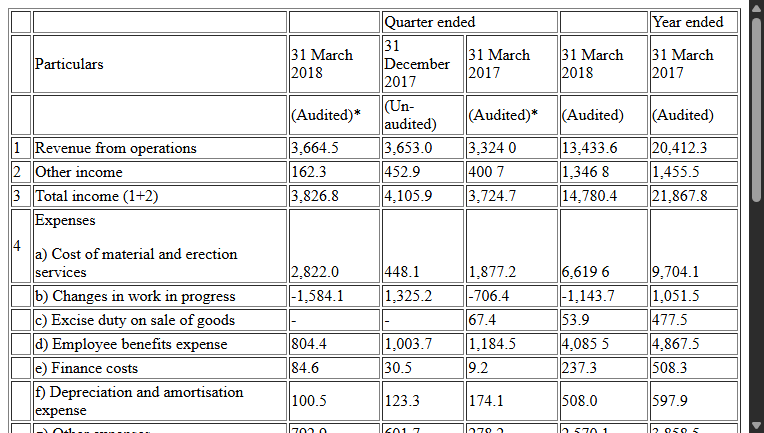 Quarter ended Year ended
Particulars 31 March 2018 31 December 2017 31 March 2017 31 March 2018 31 March 2017
(Audited)* (Un-audited) (Audited)* (Audited) (Audited)
1 Revenue from operations 3,664.5 3,653.0 3,324 0 13,433.6 20,412.3
2 Other income 162.3 452.9 400 7 1,346 8 1,455.5
3 Total income (1+2) 3,826.8 4,105.9 3,724.7 14,780.4 21,867.8
4 Expenses
a) Cost of material and erection services 2,822.0 448.1 1,877.2 6,619 6 9,704.1
b) Changes in work in progress -1,584.1 1,325.2 -706.4 -1,143.7 1,051.5
c) Excise duty on sale of goods - - 67.4 53.9 477.5
d) Employee benefits expense 804.4 1,003.7 1,184.5 4,085 5 4,867.5
e) Finance costs 84.6 30.5 9.2 237.3 508.3
f) Depreciation and amortisation expense 100.5 123.3 174.1 508.0 597.9